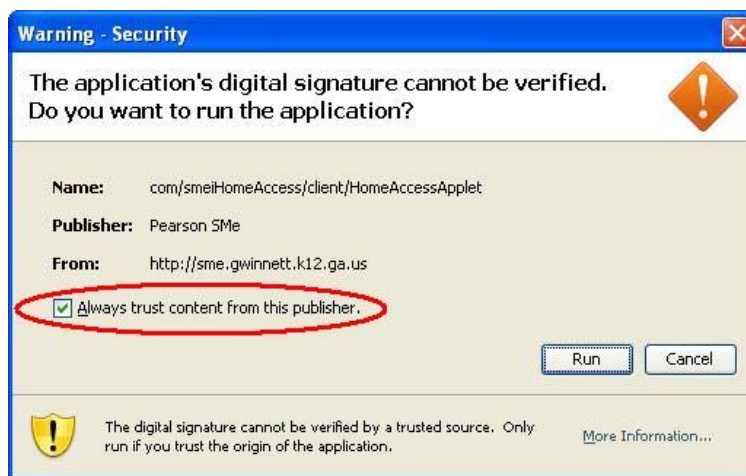 Warning - Security
The application's digital signature cannot be verified.
Do you want to run the application?
Name: com/smeiHomeAccess/client/HomeAccessApplet
Publisher: Pearson SMe
From: http://sme.gwinnett.k12.ga.us
Always trust content from this publisher.
Run Cancel
The digital signature cannot be verified by a trusted source. Only
run if you trust the origin of the application.
More Information...